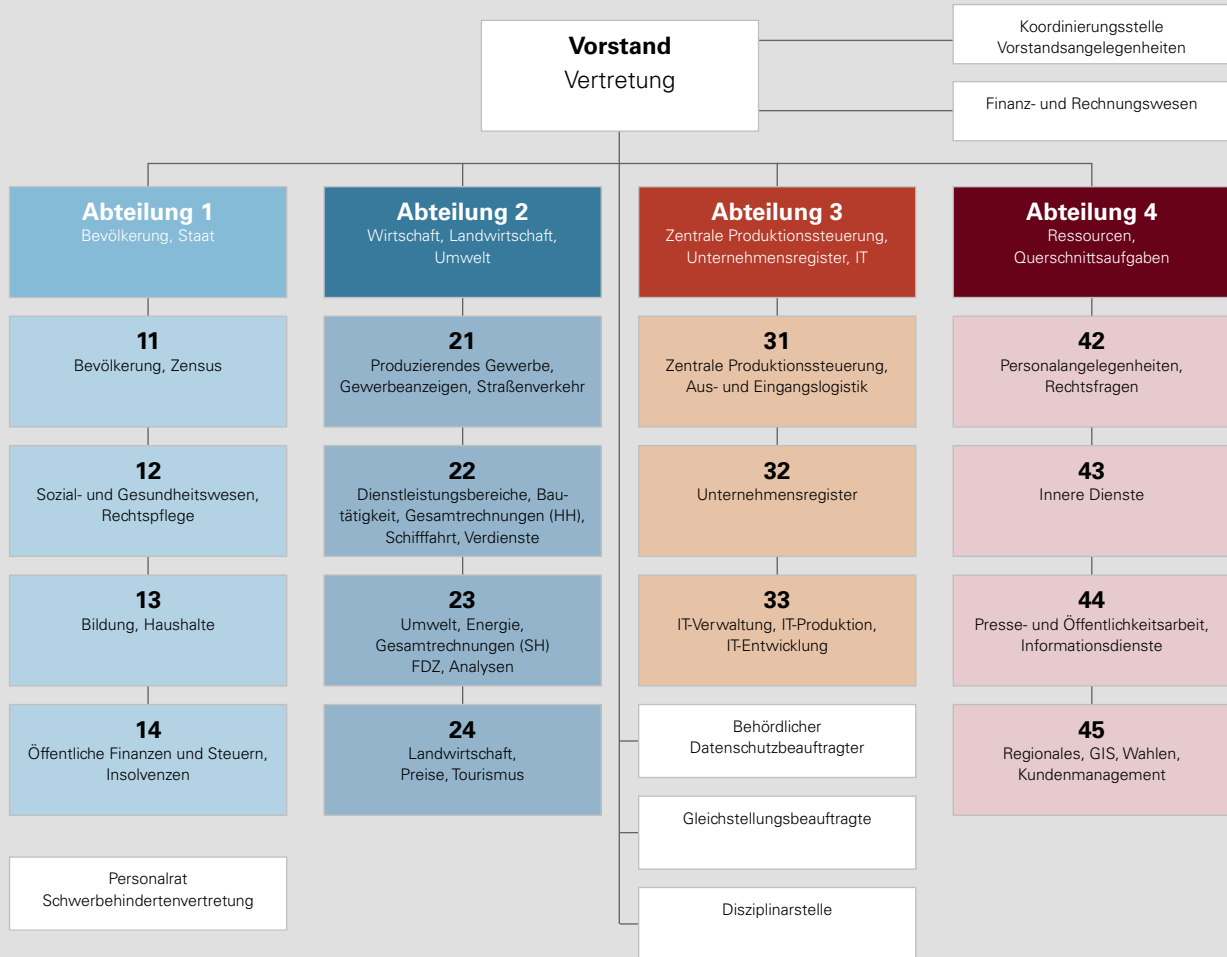 Vorstand
Vertretung
Koordinierungsstelle
Vorstandsangelegenheiten
Finanz- und Rechnungswesen
Abteilung 1
Bevölkerung, Staat
11
Bevölkerung, Zensus
12
Sozial- und Gesundheitswesen,
Rechtspflege
13
Bildung, Haushalte
14
Öffentliche Finanzen und Steuern,
Insolvenzen
Personalrat
Schwerbehindertenvertretung
Abteilung 2
Wirtschaft, Landwirtschaft,
Umwelt
21
Produzierendes Gewerbe,
Gewerbeanzeigen, Straßenverkehr
22
Dienstleistungsbereiche, Bau-
tätigkeit, Gesamtrechnungen (HH),
Schifffahrt, Verdienste
23
Umwelt, Energie,
Gesamtrechnungen (SH)
FDZ, Analysen
24
Landwirtschaft,
Preise, Tourismus
Abteilung 3
Zentrale Produktionssteuerung,
Unternehmensregister, IT
31
Zentrale Produktionssteuerung,
Aus- und Eingangslogistik
32
Unternehmensregister
33
IT-Verwaltung, IT-Produktion,
IT-Entwicklung
Behördlicher
Datenschutzbeauftragter
Gleichstellungsbeauftragte
Disziplinarstelle
Abteilung 4
Ressourcen,
Querschnittsaufgaben
42
Personalangelegenheiten,
Rechtsfragen
43
Innere Dienste
44
Presse- und Öffentlichkeitsarbeit,
Informationsdienste
45
Regionales, GIS, Wahlen,
Kundenmanagement